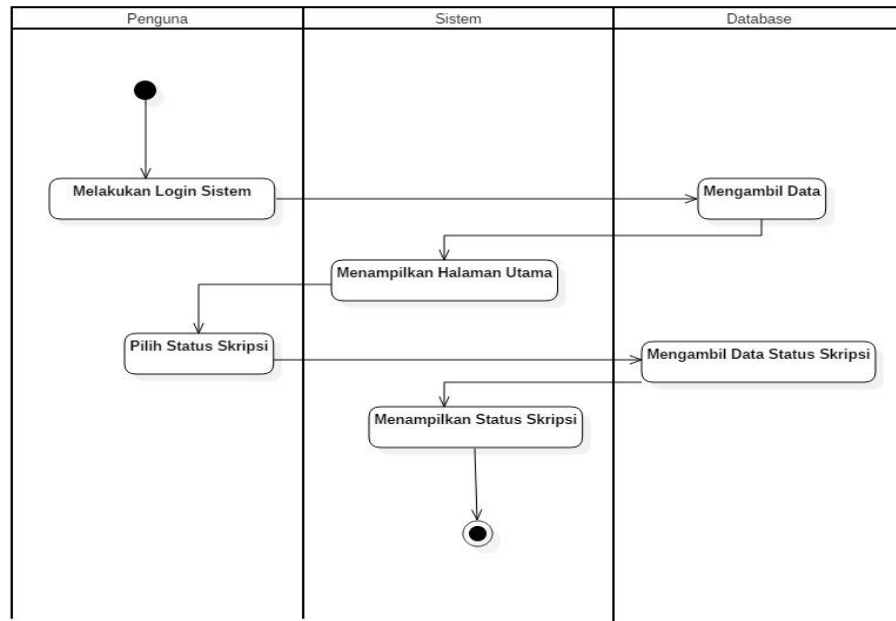 Penguna
Sistem
Database
Melakukan Login Sistem
Mengambil Data
Menampilkan Halaman Utama
Pilih Status Skripsi
Mengambil Data Status Skripsi
Menampilkan Status Skripsi